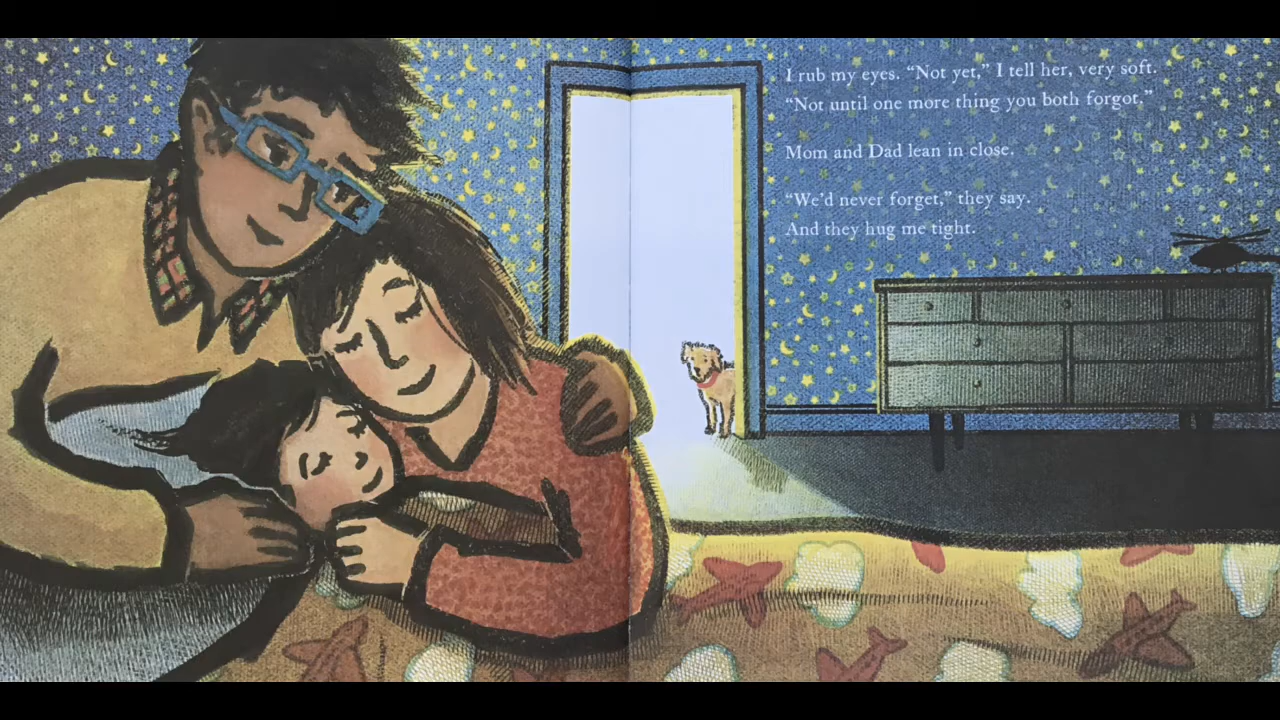 I rub my eyes. “Not yet,” I tell her, very soft.
“Not until one more thing you both forgot.”
Mom and Dad lean in close.
“We’d never forget,” they say.
And they hug me tight.